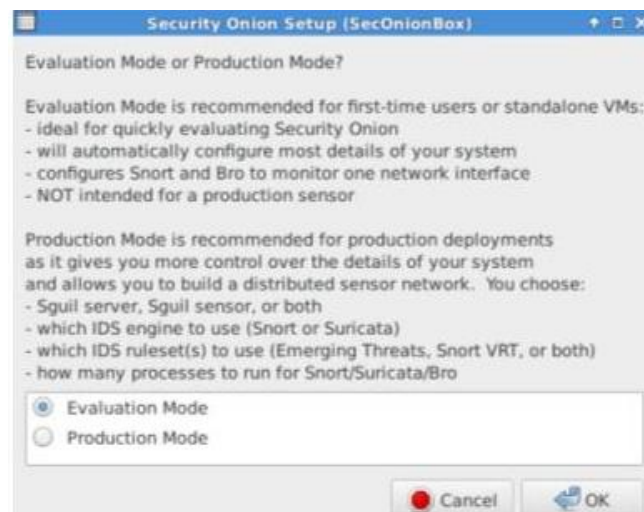 Security Onion Setup (SecOnionBox)
Evaluation Mode or Production Mode?
Evaluation Mode is recommended for first-time users or standalone VMs:
- ideal for quickly evaluating Security Onion
- will automatically configure most details of your system
- configures Snort and Bro to monitor one network interface
- NOT intended for a production sensor
Production Mode is recommended for production deployments
as it gives you more control over the details of your system
and allows you to build a distributed sensor network. You choose:
- Sguil server, Sguil sensor, or both
- which IDS engine to use (Snort or Suricata)
- which IDS ruleset(s) to use (Emerging Threats, Snort VRT, or both)
- how many processes to run for Snort/Suricata/Bro
Evaluation Mode
Production Mode
Cancel OK